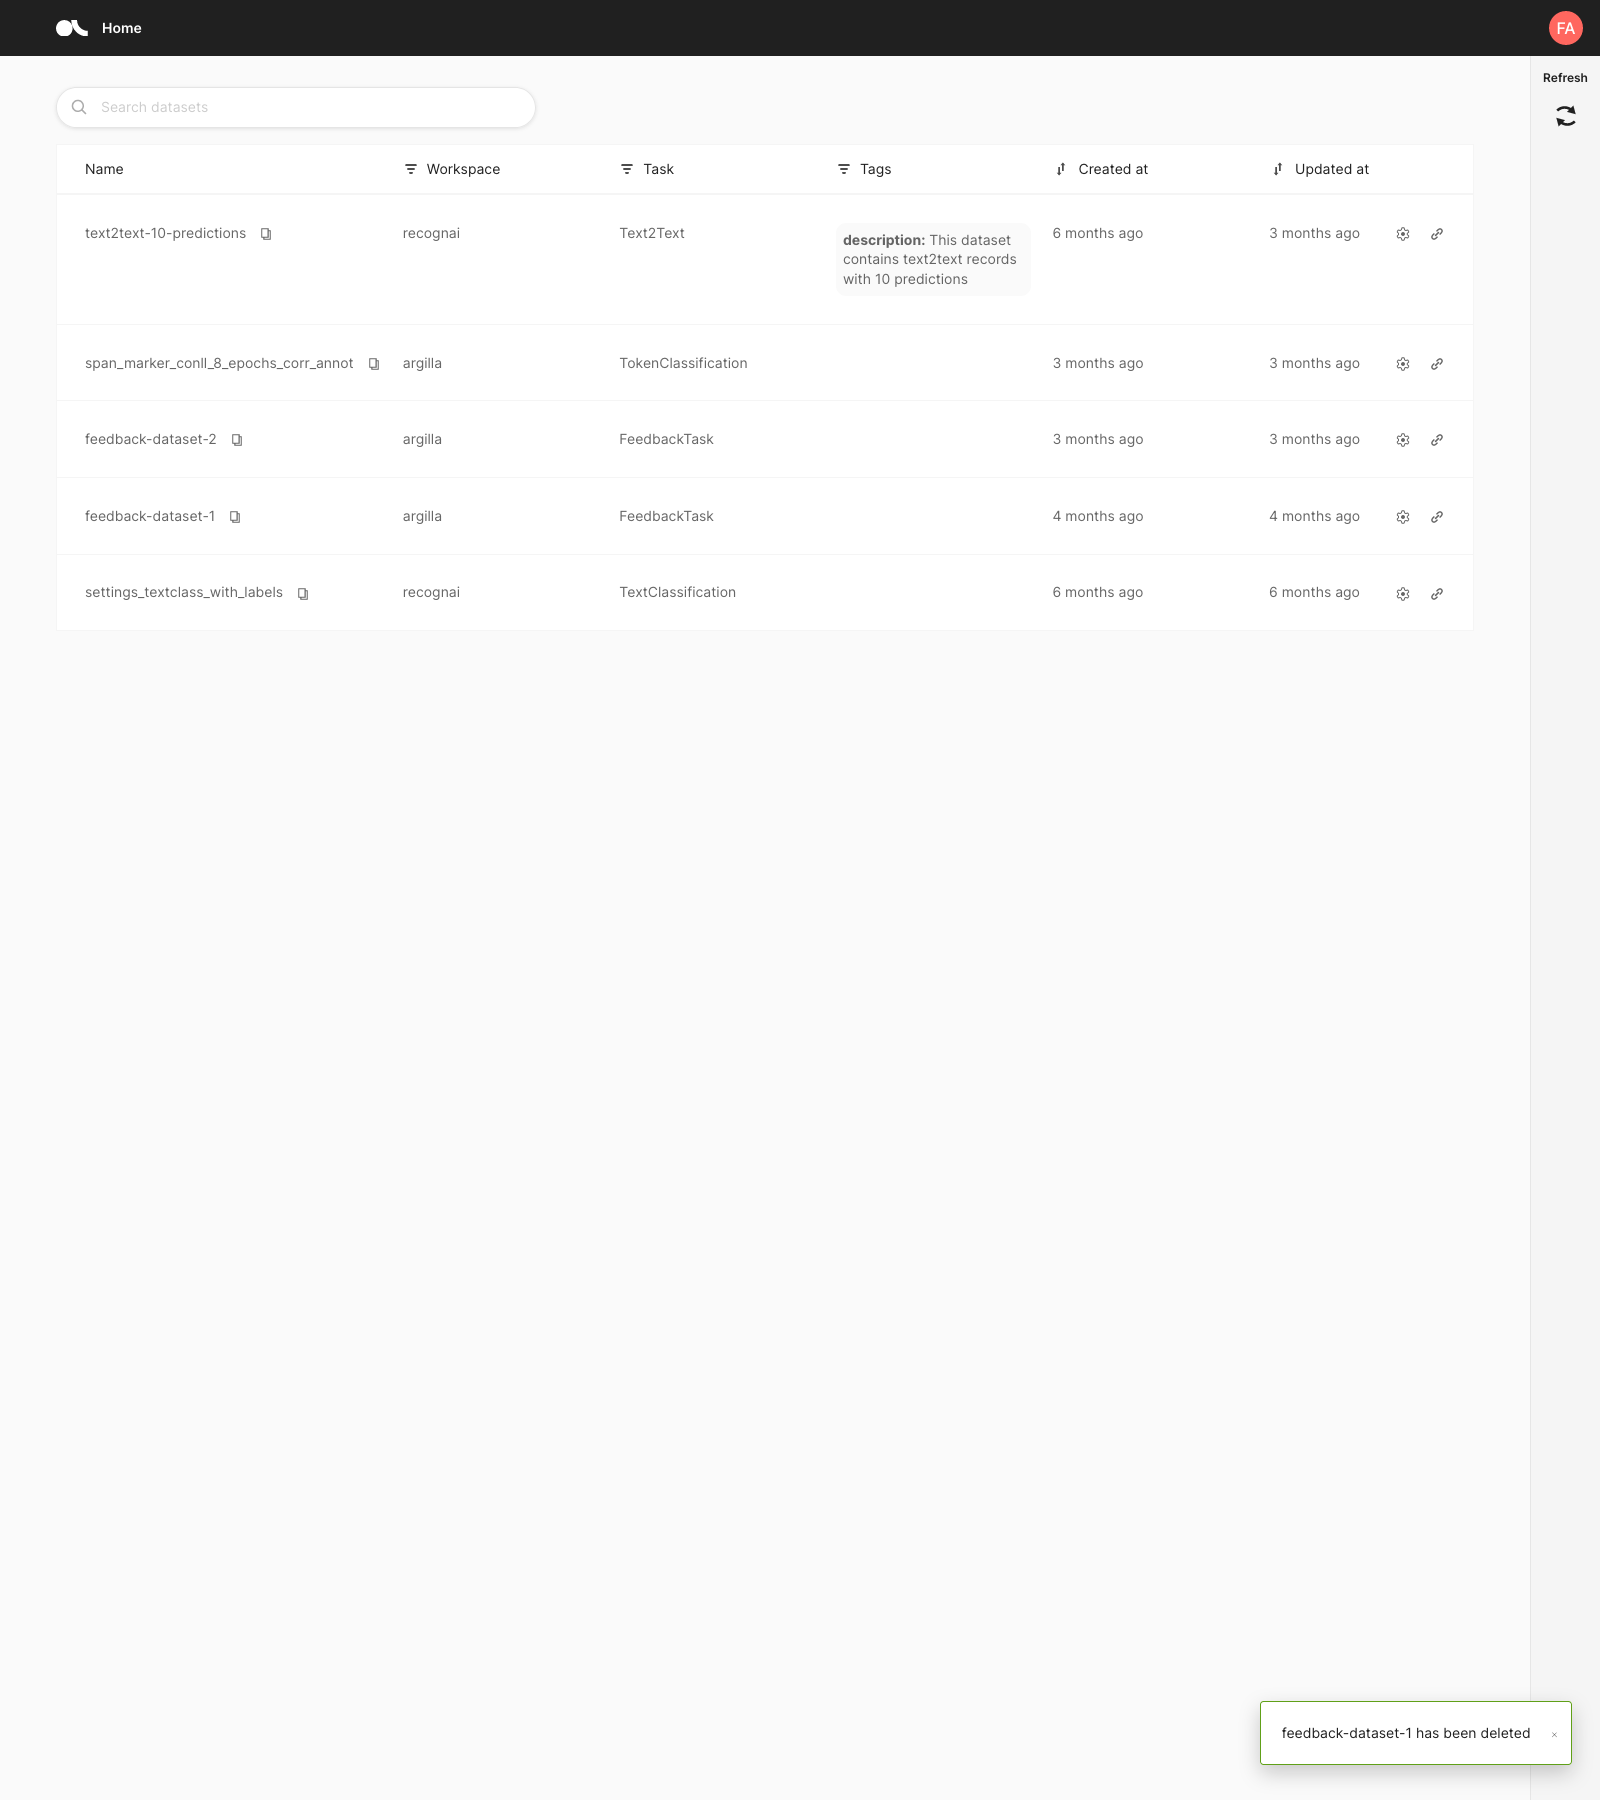 Home
FA
Refresh
Search datasets
Name Workspace Task Tags Created at Updated at
text2text-10-predictions recognai Text2Text description: This dataset 6 months ago 3 months ago
contains text2text records
with 10 predictions
span_marker_conll_8_epochs_corr_annot argilla TokenClassification 3 months ago 3 months ago
feedback-dataset-2 argilla FeedbackTask 3 months ago 3 months ago
feedback-dataset-1 argilla FeedbackTask 4 months ago 4 months ago
settings_textclass_with_labels recognai TextClassification 6 months ago 6 months ago
feedback-dataset-1 has been deleted